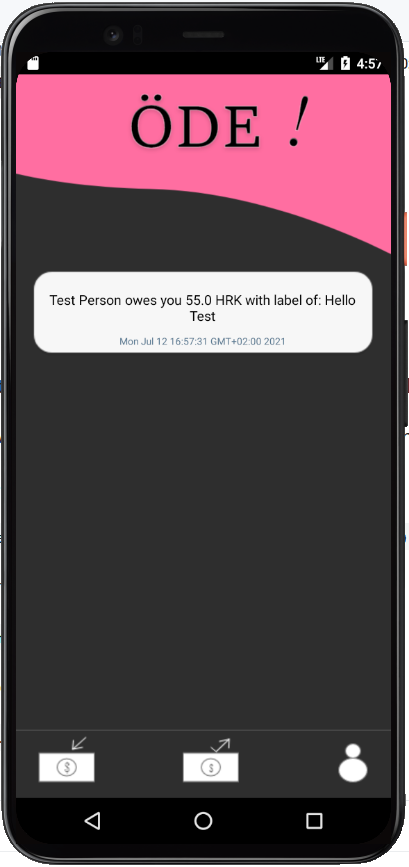 LTE 4:57
ÖDE !
Test Person owes you 55.0 HRK with label of: Hello
Test
Mon Jul 12 16:57:31 GMT+02:00 2021
$ $